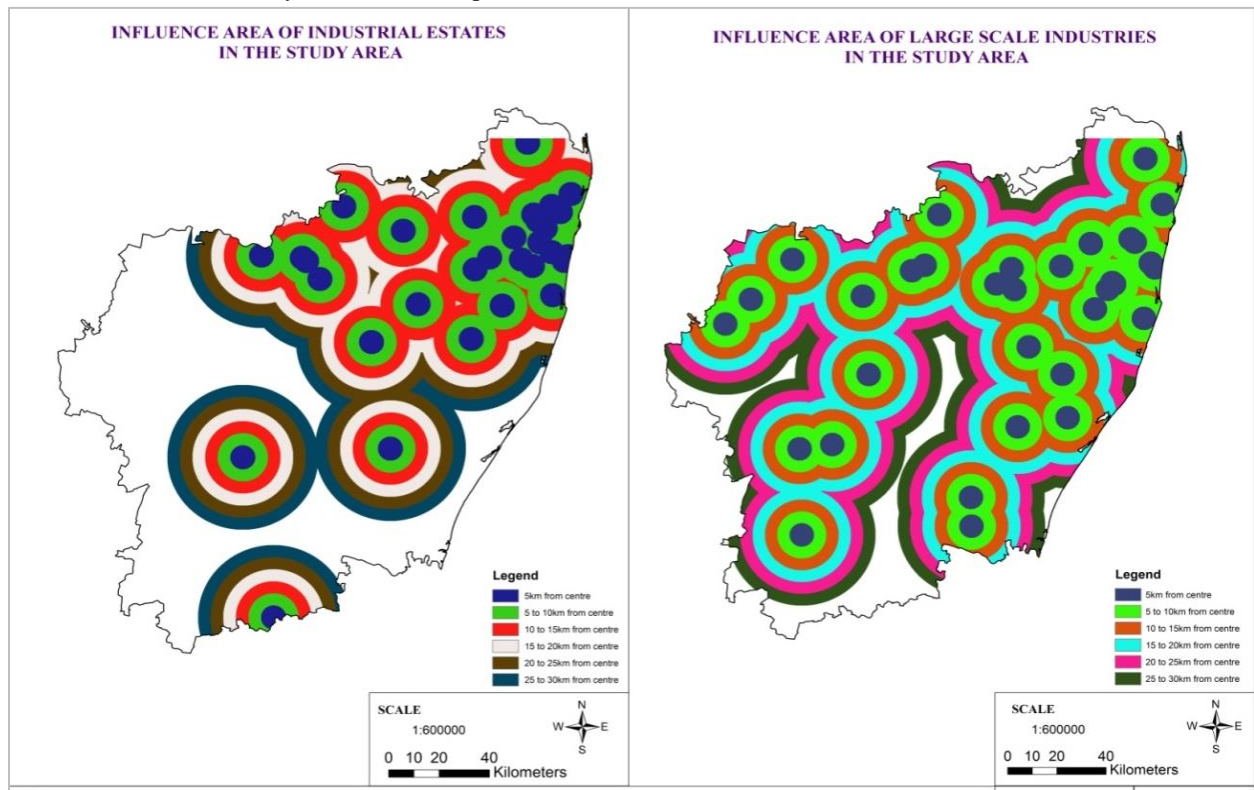 INFLUENCE AREA OF INDUSTRIAL ESTATES
IN THE STUDY AREA
Legend
5km from centre
5 to 10km from centre
10 to 15km from centre
15 to 20km from centre
20 to 25km from centre
25 to 30km from centre
SCALE
1:600000
N
W E
S
0 10 20 40
Kilometers
INFLUENCE AREA OF LARGE SCALE INDUSTRIES
IN THE STUDY AREA
Legend
5km from centre
5 to 10km from centre
10 to 15km from centre
15 to 20km from centre
20 to 25km from centre
25 to 30km from centre
SCALE
1:600000
N
W E
S
0 10 20 40
Kilometers